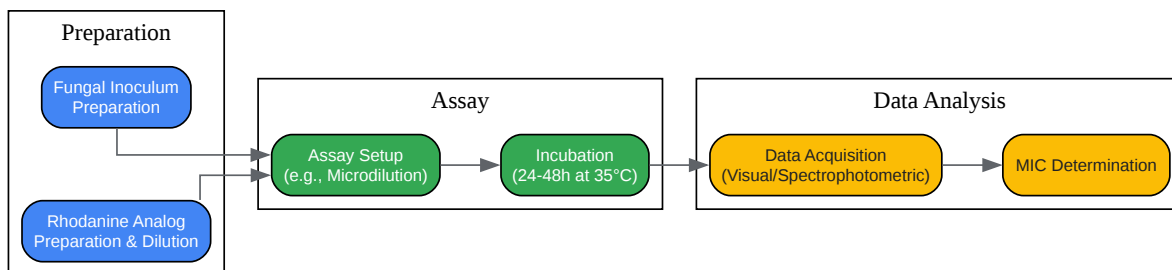 Preparation
Fungal Inoculum
Preparation
Rhodanine Analog
Preparation & Dilution
Assay
Assay Setup
(e.g., Microdilution)
Incubation
(24-48h at 35°C)
Data Analysis
Data Acquisition
(Visual/Spectrophotometric)
MIC Determination